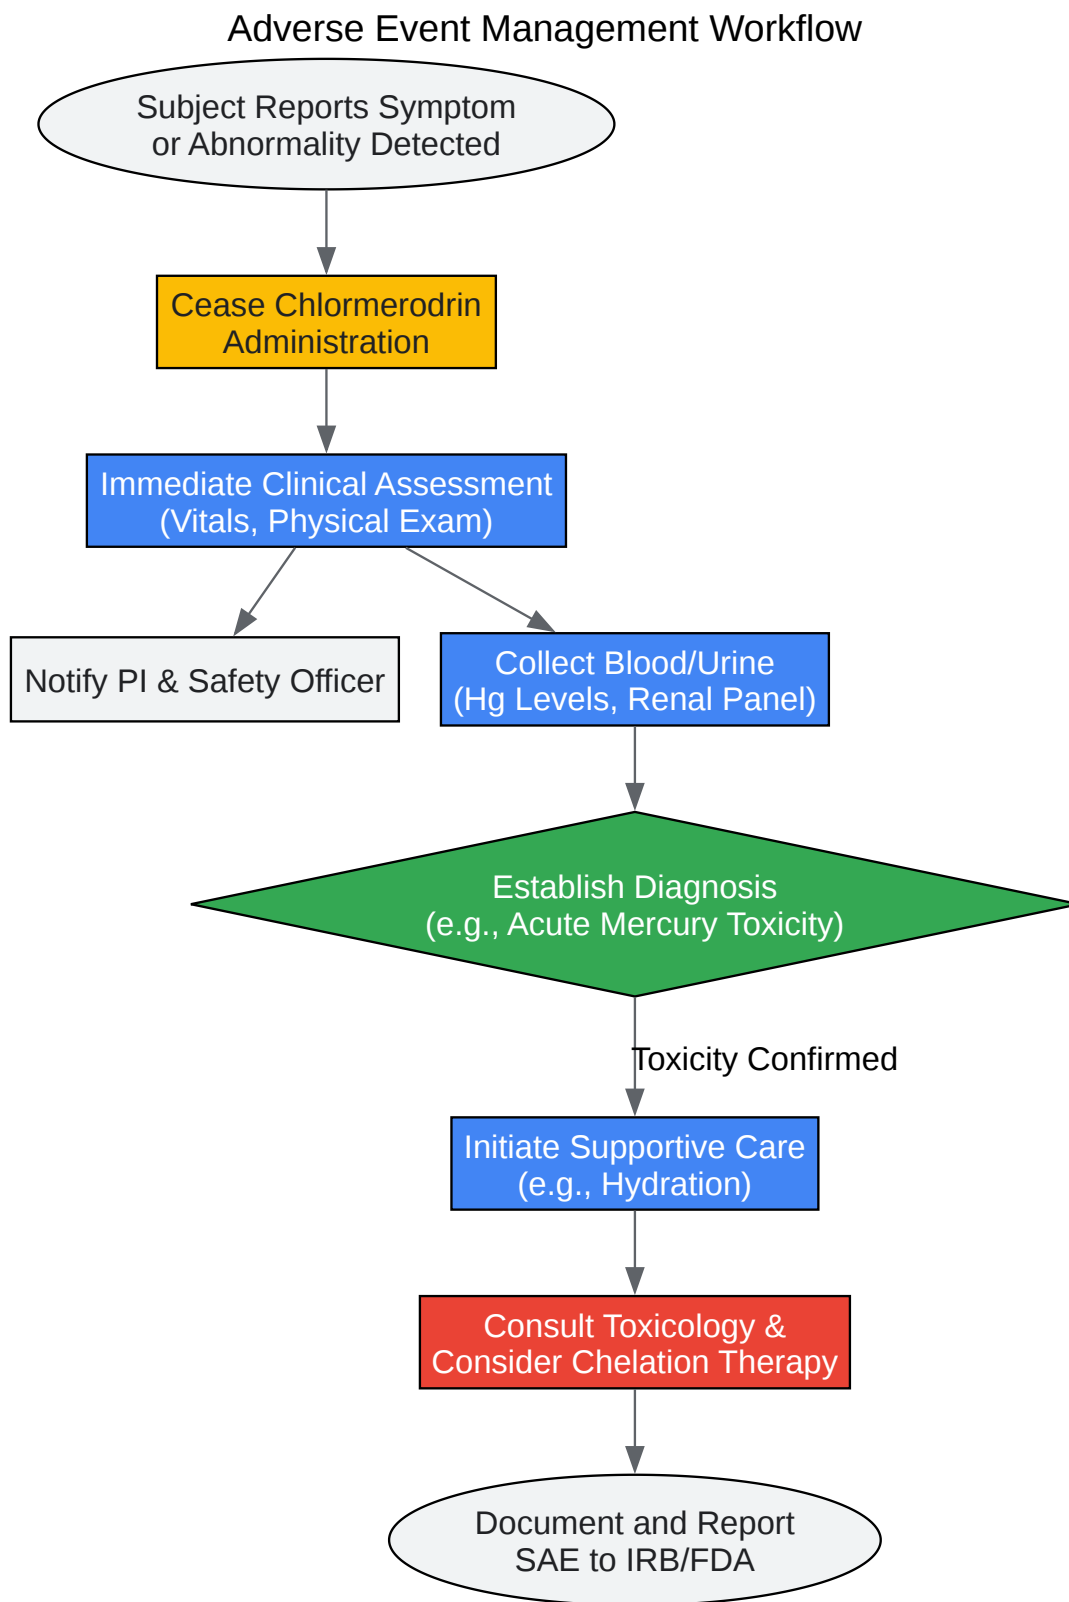 Adverse Event Management Workflow
Subject Reports Symptom
or Abnormality Detected
Cease Chlormerodrin
Administration
Immediate Clinical Assessment
(Vitals, Physical Exam)
Notify PI & Safety Officer
Collect Blood/Urine
(Hg Levels, Renal Panel)
Establish Diagnosis
(e.g., Acute Mercury Toxicity)
Toxicity Confirmed
Initiate Supportive Care
(e.g., Hydration)
Consult Toxicology &
Consider Chelation Therapy
Document and Report
SAE to IRB/FDA